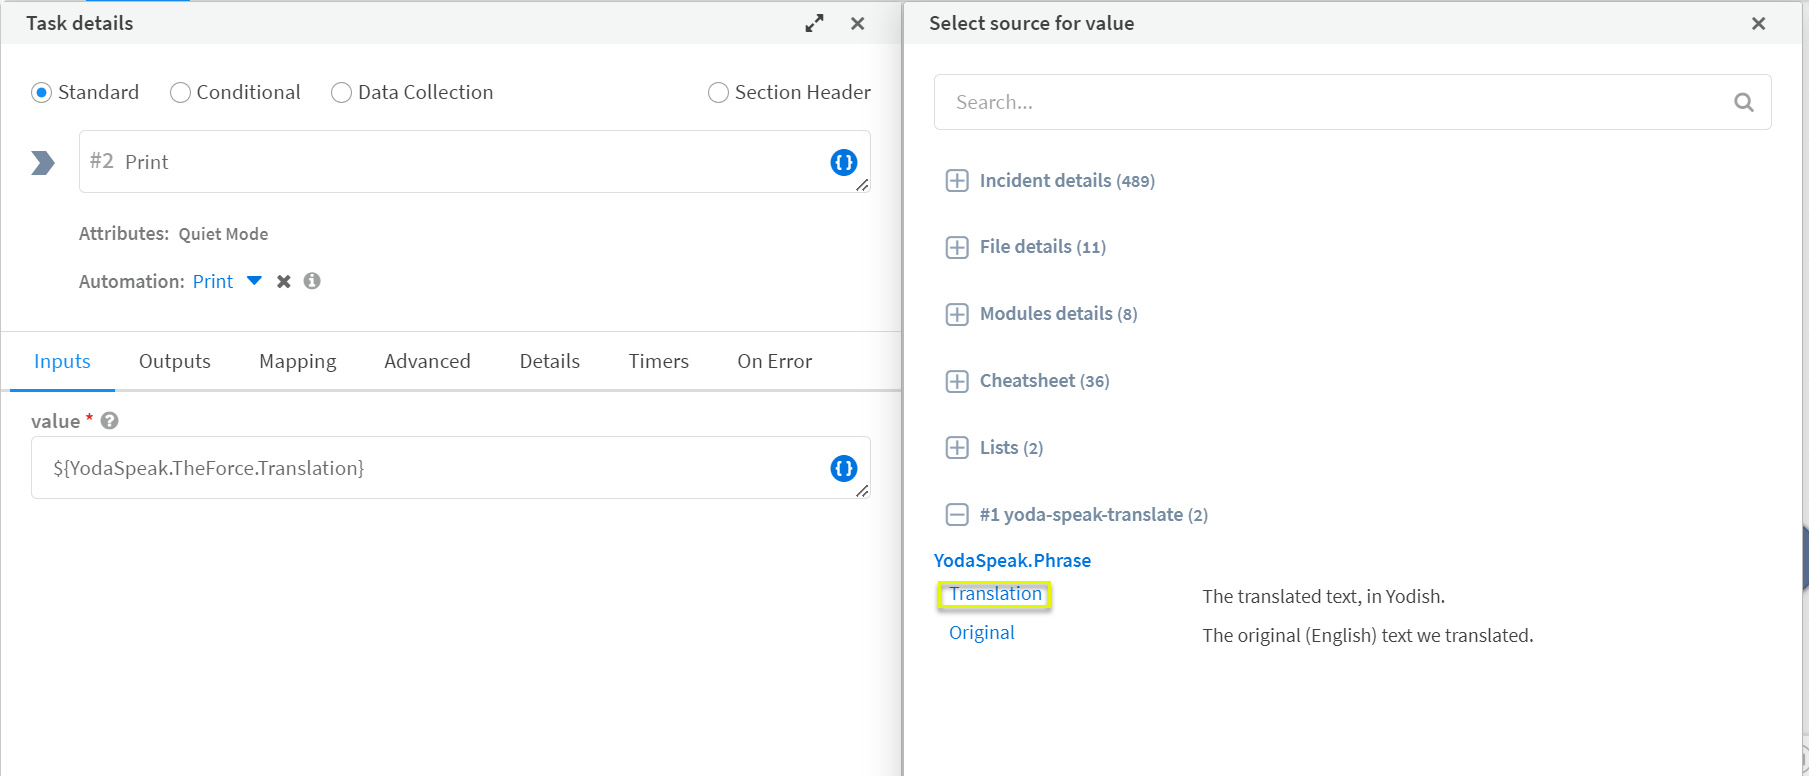 Task details
Standard
Conditional
Data Collection
Section Header
#2 Print
{ }
Attributes: Quiet Mode
Automation: Print
Inputs
Outputs
Mapping
Advanced
Details
Timers
On Error
value *
${YodaSpeak.TheForce.Translation}
{ }
Select source for value
Search...
Incident details (489)
File details (11)
Modules details (8)
Cheatsheet (36)
Lists (2)
#1 yoda-speak-translate (2)
YodaSpeak.Phrase
Translation The translated text, in Yodish.
Original The original (English) text we translated.